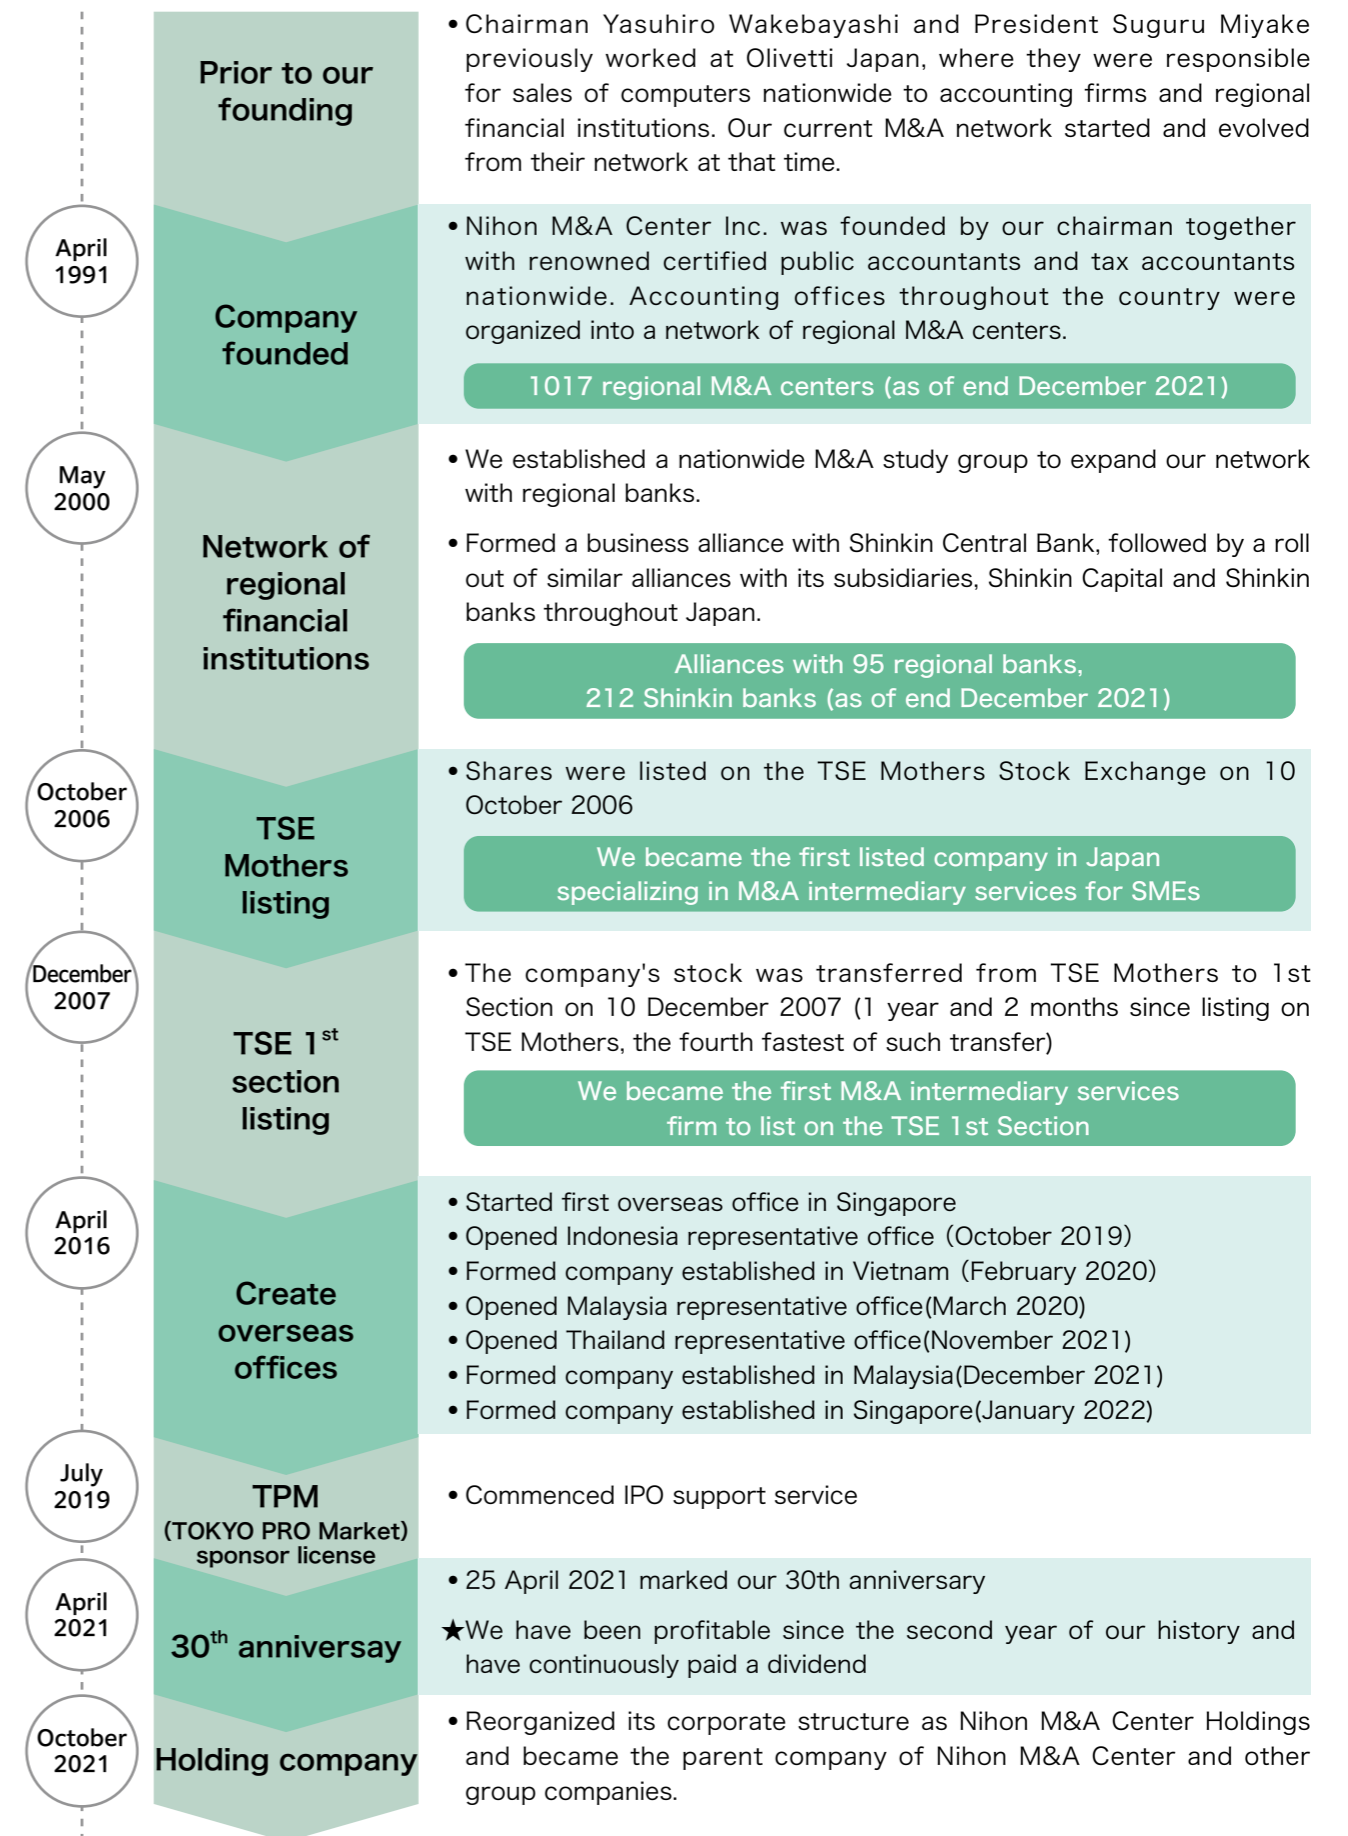 Prior to our
founding
• Chairman Yasuhiro Wakebayashi and President Suguru Miyake
previously worked at Olivetti Japan, where they were responsible
for sales of computers nationwide to accounting firms and regional
financial institutions. Our current M&A network started and evolved
from their network at that time.
April
1991
Company
founded
• Nihon M&A Center Inc. was founded by our chairman together
with renowned certified public accountants and tax accountants
nationwide. Accounting offices throughout the country were
organized into a network of regional M&A centers.
1017 regional M&A centers (as of end December 2021)
May
2000
Network of
regional
financial
institutions
• We established a nationwide M&A study group to expand our network
with regional banks.
• Formed a business alliance with Shinkin Central Bank, followed by a roll
out of similar alliances with its subsidiaries, Shinkin Capital and Shinkin
banks throughout Japan.
Alliances with 95 regional banks,
212 Shinkin banks (as of end December 2021)
October
2006
TSE
Mothers
listing
• Shares were listed on the TSE Mothers Stock Exchange on 10
October 2006
We became the first listed company in Japan
specializing in M&A intermediary services for SMEs
December
2007
TSE 1st
section
listing
• The company's stock was transferred from TSE Mothers to 1st
Section on 10 December 2007 (1 year and 2 months since listing on
TSE Mothers, the fourth fastest of such transfer)
We became the first M&A intermediary services
firm to list on the TSE 1st Section
April
2016
Create
overseas
offices
• Started first overseas office in Singapore
• Opened Indonesia representative office（October 2019）
• Formed company established in Vietnam（February 2020）
• Opened Malaysia representative office(March 2020)
• Opened Thailand representative office(November 2021)
• Formed company established in Malaysia(December 2021)
• Formed company established in Singapore(January 2022)
July
2019
TPM
(TOKYO PRO Market)
sponsor license
• Commenced IPO support service
April
2021
30th anniversay
• 25 April 2021 marked our 30th anniversary
★We have been profitable since the second year of our history and
have continuously paid a dividend
October
2021
Holding company
• Reorganized its corporate structure as Nihon M&A Center Holdings
and became the parent company of Nihon M&A Center and other
group companies.